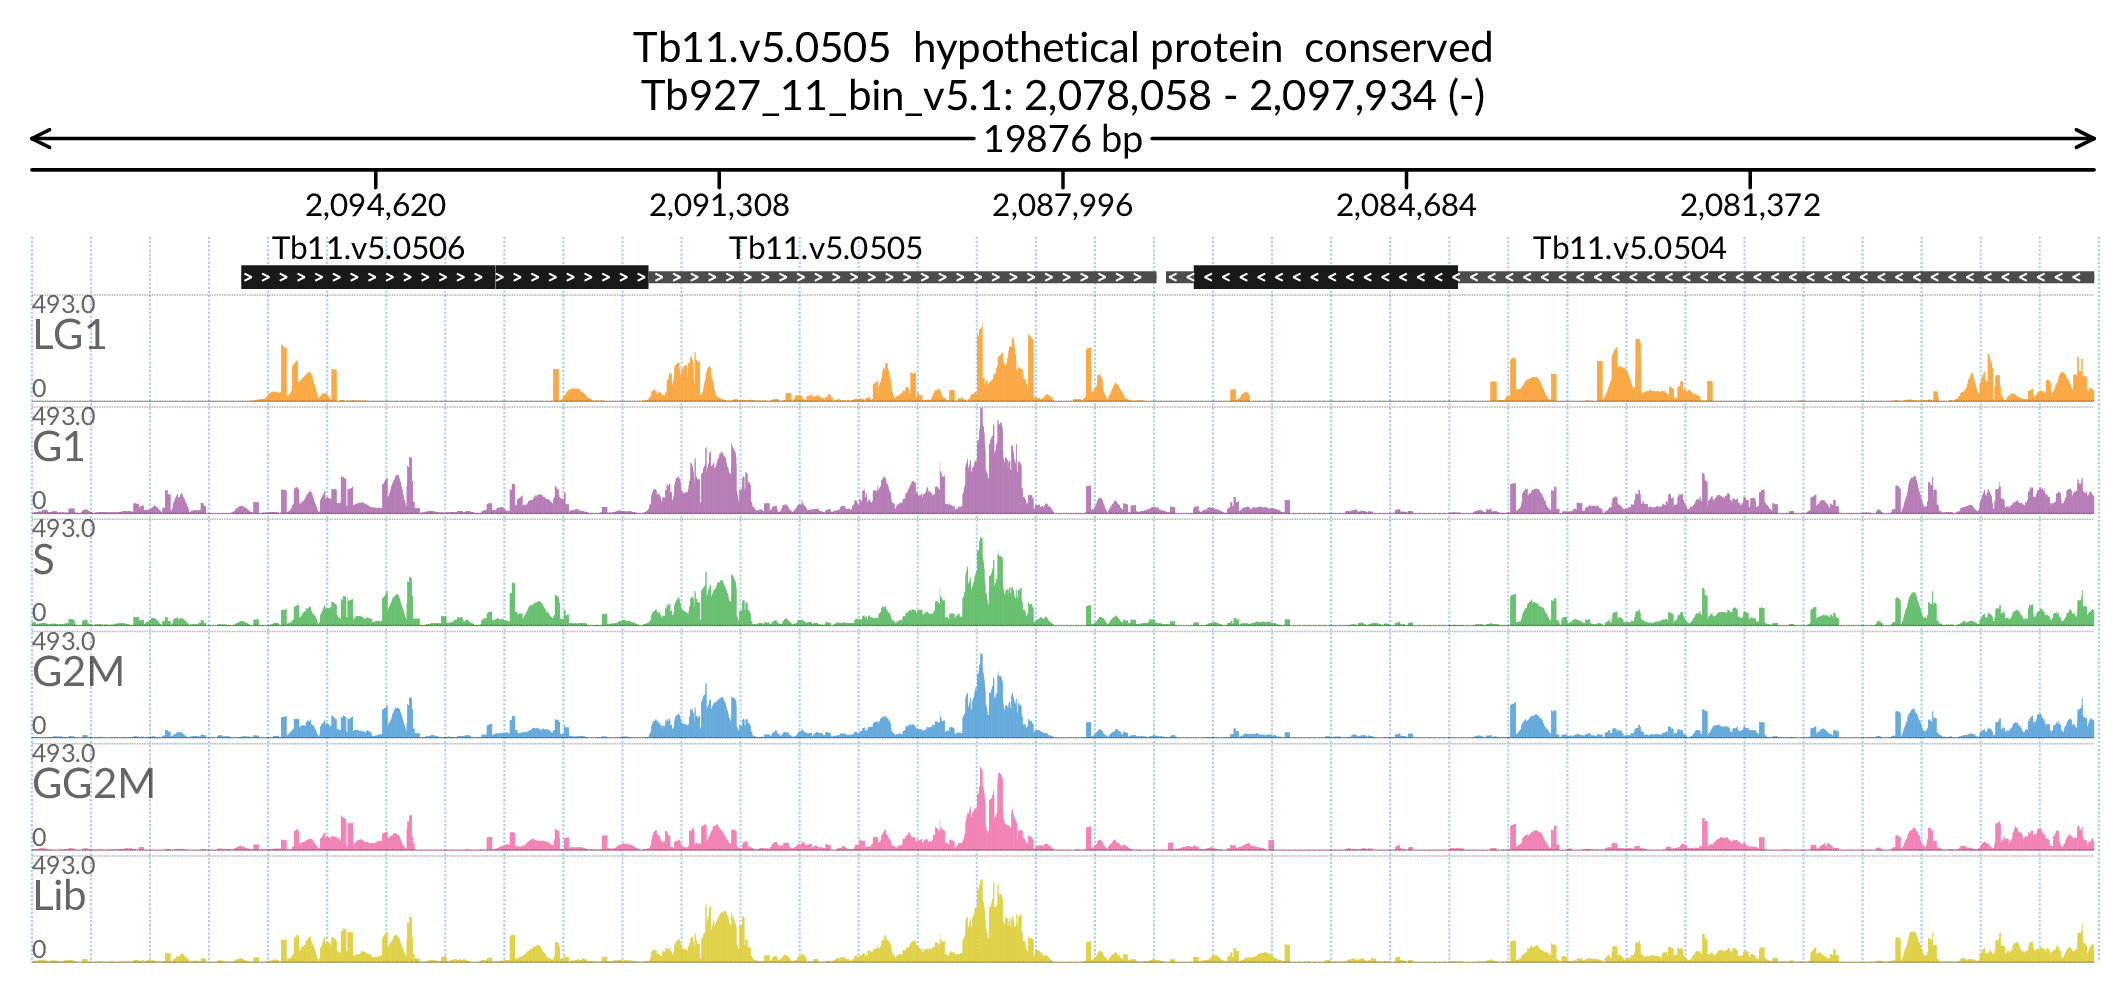 Tb11.v5.0505 hypothetical protein conserved
Tb927_11_bin_v5.1: 2,078,058 - 2,097,934 (-)
19876 bp
2,094,620 2,091,308 2,087,996 2,084,684 2,081,372
Tb11.v5.0506 Tb11.v5.0505 Tb11.v5.0504
493.0
LG1
0
493.0
G1
0
493.0
S
0
493.0
G2M
0
493.0
GG2M
0
493.0
Lib
0